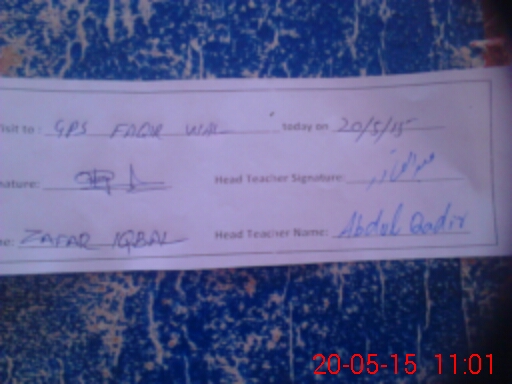 isit to: GPS FAQIR WAL today on 20/5/15
nature: Head Teacher Signature: عبدالقادر
e: ZAFAR IQBAL Head Teacher Name: Abdul Qadir
20-05-15 11:01